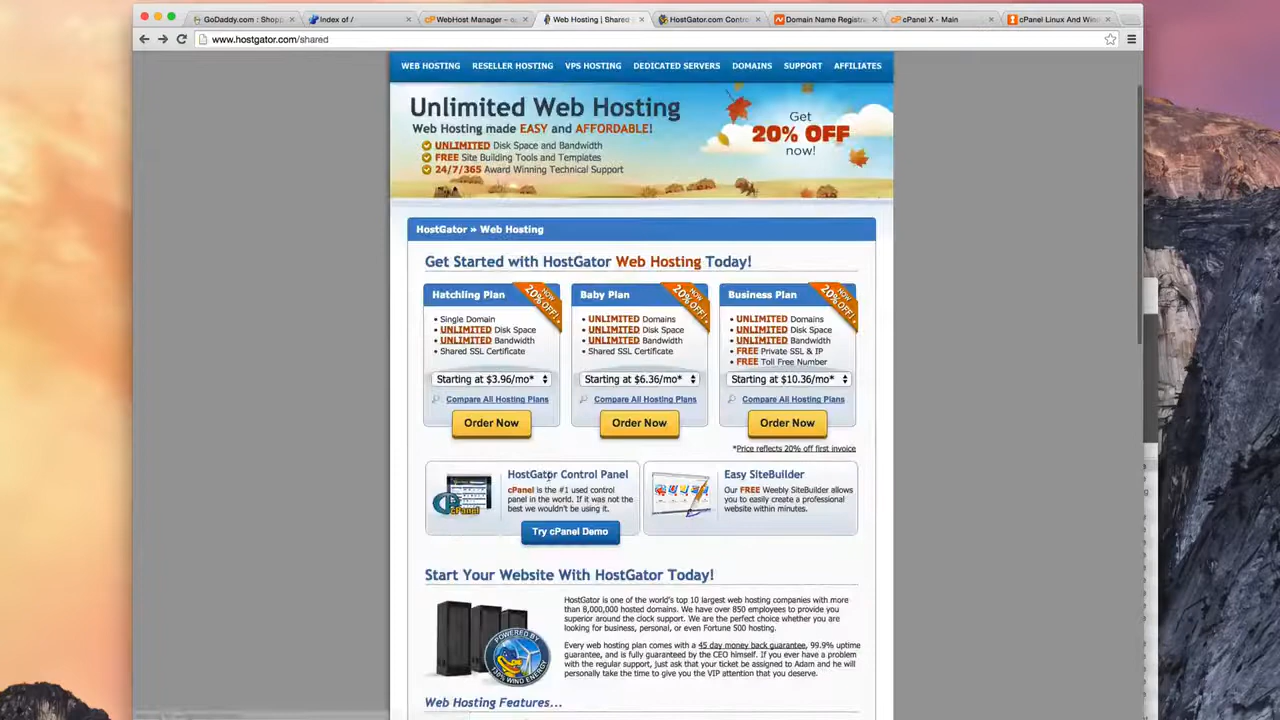 GoDaddy.com : Shopp
Index of /
WebHost Manager – o
Web Hosting | Shared
HostGator.com Contro
Domain Name Registra
cPanel X - Main
cPanel Linux And Wind
www.hostgator.com/shared
WEB HOSTING RESELLER HOSTING VPS HOSTING DEDICATED SERVERS DOMAINS SUPPORT AFFILIATES
Unlimited Web Hosting
Web Hosting made EASY and AFFORDABLE!
UNLIMITED Disk Space and Bandwidth
FREE Site Building Tools and Templates
24/7/365 Award Winning Technical Support
Get
20% OFF
now!
HostGator » Web Hosting
Get Started with HostGator Web Hosting Today!
Hatchling Plan
NOW
20% OFF!
• Single Domain
• UNLIMITED Disk Space
• UNLIMITED Bandwidth
• Shared SSL Certificate
Starting at $3.96/mo*
Compare All Hosting Plans
Order Now
Baby Plan
NOW
20% OFF!
• UNLIMITED Domains
• UNLIMITED Disk Space
• UNLIMITED Bandwidth
• Shared SSL Certificate
Starting at $6.36/mo*
Compare All Hosting Plans
Order Now
Business Plan
NOW
20% OFF!
• UNLIMITED Domains
• UNLIMITED Disk Space
• UNLIMITED Bandwidth
• FREE Private SSL & IP
• FREE Toll Free Number
Starting at $10.36/mo*
Compare All Hosting Plans
Order Now
*Price reflects 20% off first invoice
cPanel
HostGator Control Panel
cPanel is the #1 used control
panel in the world. If it was not the
best we wouldn't be using it.
Try cPanel Demo
Easy SiteBuilder
Our FREE Weebly SiteBuilder allows
you to easily create a professional
website within minutes.
Start Your Website With HostGator Today!
POWERED BY
130% WIND ENERGY
HostGator is one of the world's top 10 largest web hosting companies with more
than 8,000,000 hosted domains. We have over 850 employees to provide you
superior around the clock support. We are the perfect choice whether you are
looking for business, personal, or even Fortune 500 hosting.
Every web hosting plan comes with a 45 day money back guarantee, 99.9% uptime
guarantee, and is fully guaranteed by the CEO himself. If you ever have a problem
with the regular support, just ask that your ticket be assigned to Adam and he will
personally take the time to give you the VIP attention that you deserve.
Web Hosting Features...